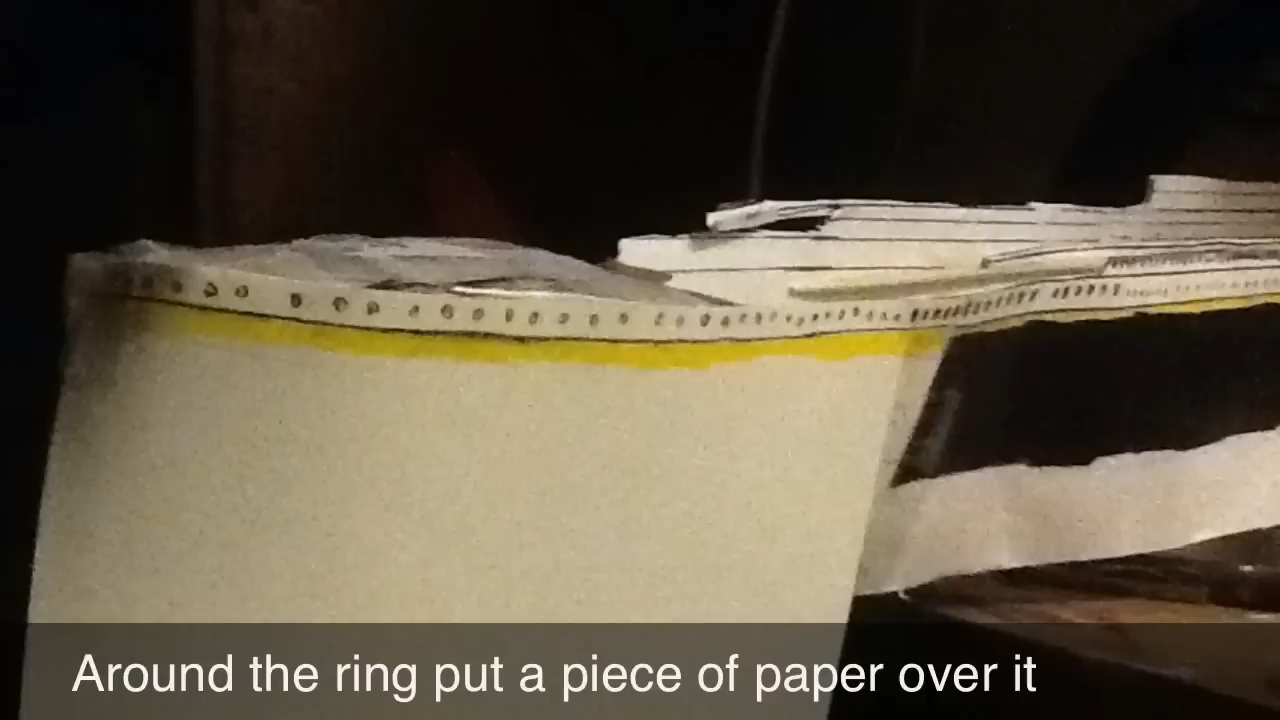 Around the ring put a piece of paper over it